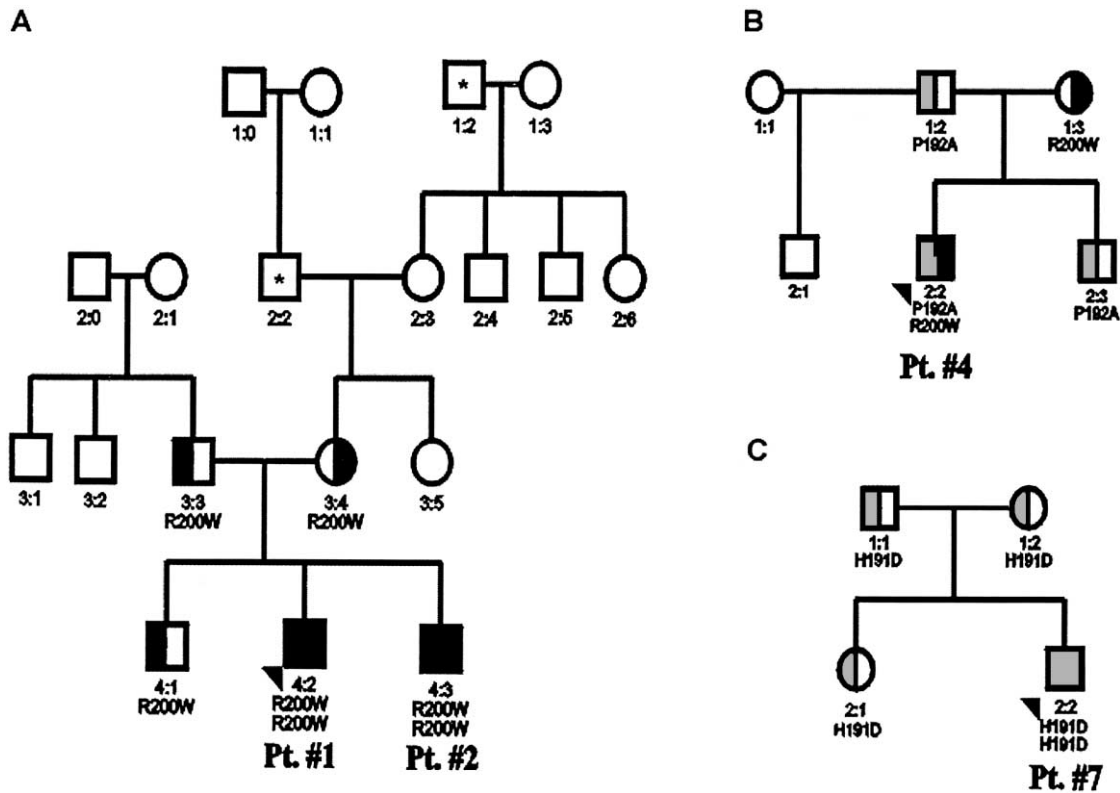 A
B
*
1:0
1:1
1:2
1:3
1:1
1:2
P192A
1:3
R200W
2:0
2:1
*
2:2
2:3
2:4
2:5
2:6
2:1
2:2
P192A
R200W
Pt. #4
2:3
P192A
3:1
3:2
3:3
R200W
3:4
R200W
3:5
C
1:1
H191D
1:2
H191D
4:1
R200W
4:2
R200W
R200W
Pt. #1
4:3
R200W
R200W
Pt. #2
2:1
H191D
2:2
H191D
H191D
Pt. #7